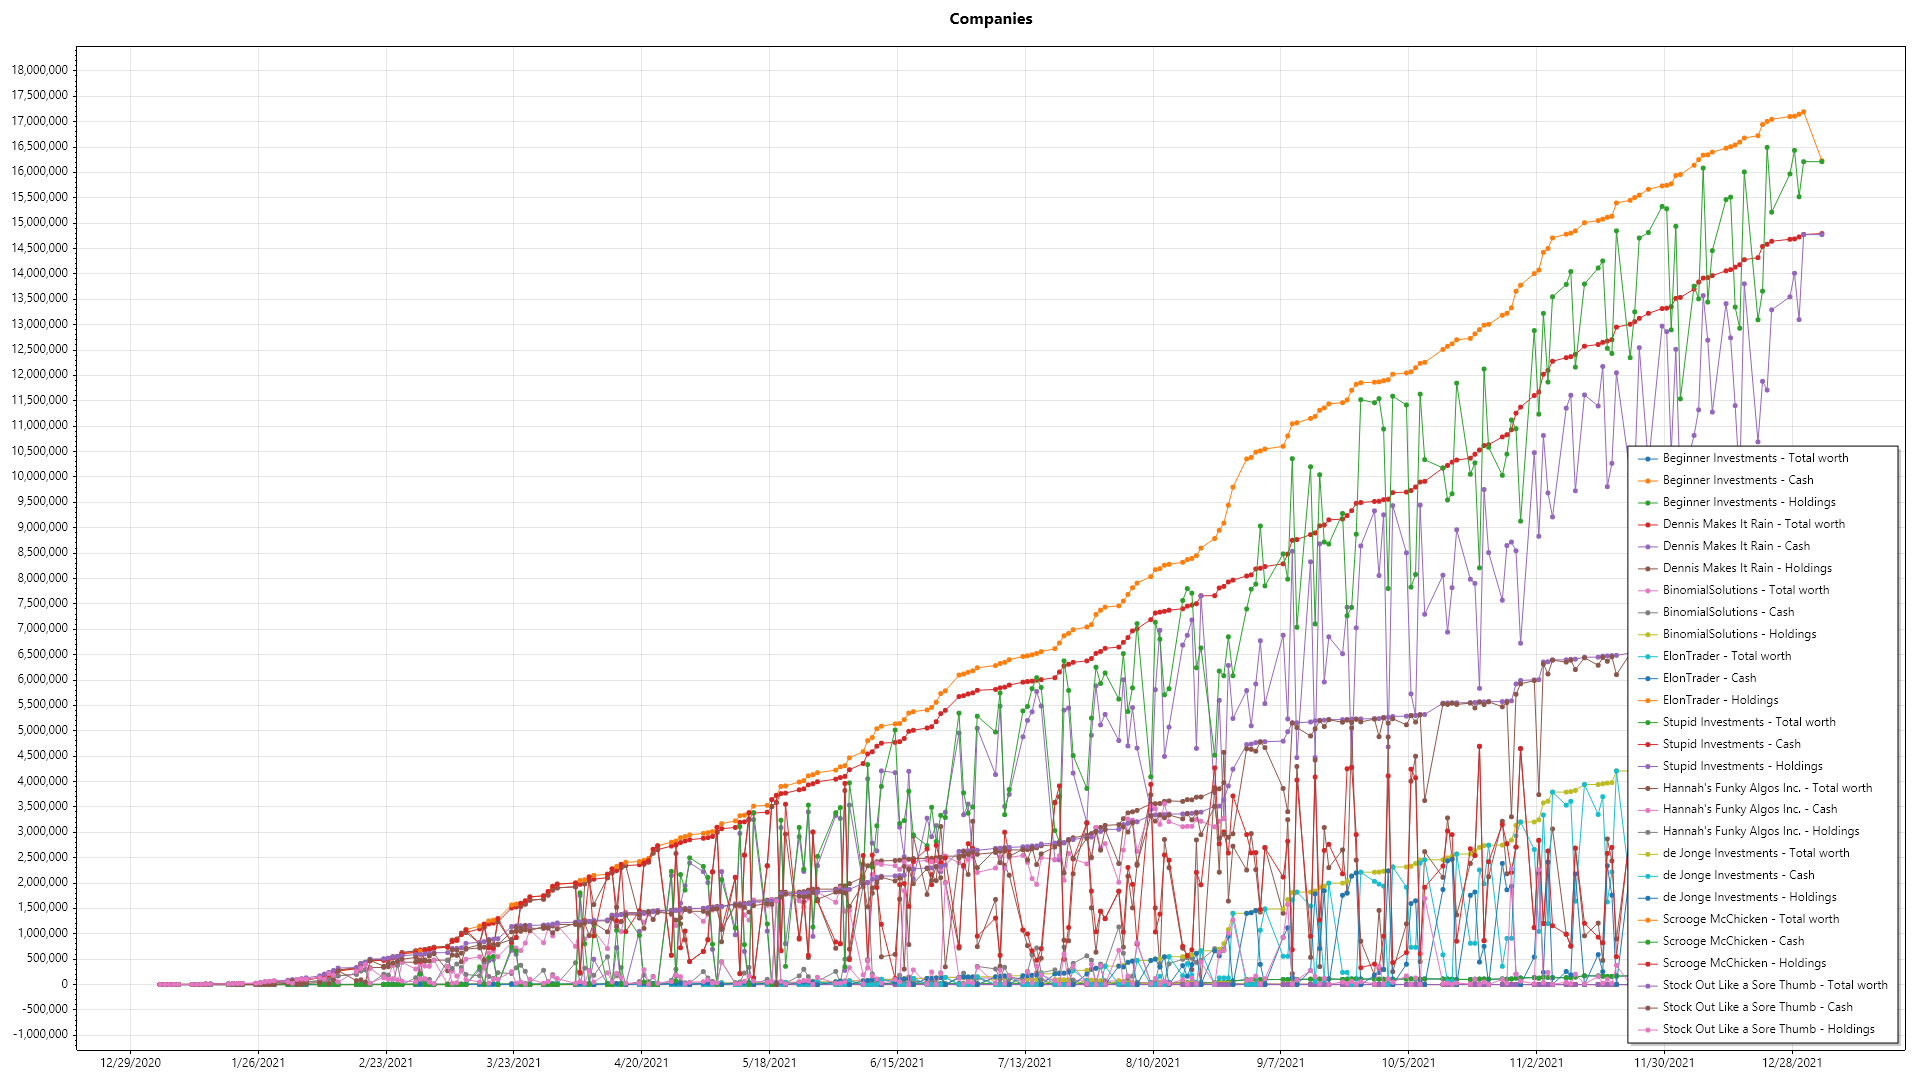 Companies
18,000,000
17,500,000
17,000,000
16,500,000
16,000,000
15,500,000
15,000,000
14,500,000
14,000,000
13,500,000
13,000,000
12,500,000
12,000,000
11,500,000
11,000,000
10,500,000
10,000,000
9,500,000
9,000,000
8,500,000
8,000,000
7,500,000
7,000,000
6,500,000
6,000,000
5,500,000
5,000,000
4,500,000
4,000,000
3,500,000
3,000,000
2,500,000
2,000,000
1,500,000
1,000,000
500,000
0
-500,000
-1,000,000
12/29/2020 1/26/2021 2/23/2021 3/23/2021 4/20/2021 5/18/2021 6/15/2021 7/13/2021 8/10/2021 9/7/2021 10/5/2021 11/2/2021 11/30/2021 12/28/2021
Beginner Investments - Total worth
Beginner Investments - Cash
Beginner Investments - Holdings
Dennis Makes It Rain - Total worth
Dennis Makes It Rain - Cash
Dennis Makes It Rain - Holdings
BinomialSolutions - Total worth
BinomialSolutions - Cash
BinomialSolutions - Holdings
ElonTrader - Total worth
ElonTrader - Cash
ElonTrader - Holdings
Stupid Investments - Total worth
Stupid Investments - Cash
Stupid Investments - Holdings
Hannah's Funky Algos Inc. - Total worth
Hannah's Funky Algos Inc. - Cash
Hannah's Funky Algos Inc. - Holdings
de Jonge Investments - Total worth
de Jonge Investments - Cash
de Jonge Investments - Holdings
Scrooge McChicken - Total worth
Scrooge McChicken - Cash
Scrooge McChicken - Holdings
Stock Out Like a Sore Thumb - Total worth
Stock Out Like a Sore Thumb - Cash
Stock Out Like a Sore Thumb - Holdings